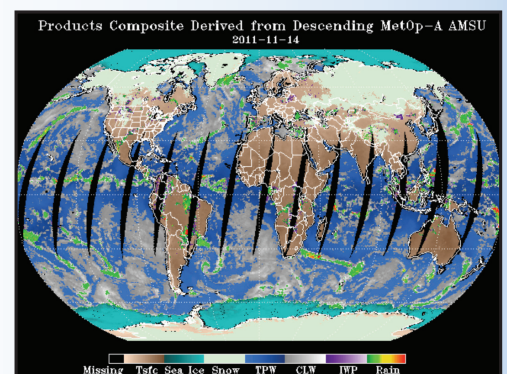 Products Composite Derived from Descending MetOp-A AMSU
2011-11-14
Missing Tsfc Sea Ice Snow TPW CLW IWP Rain